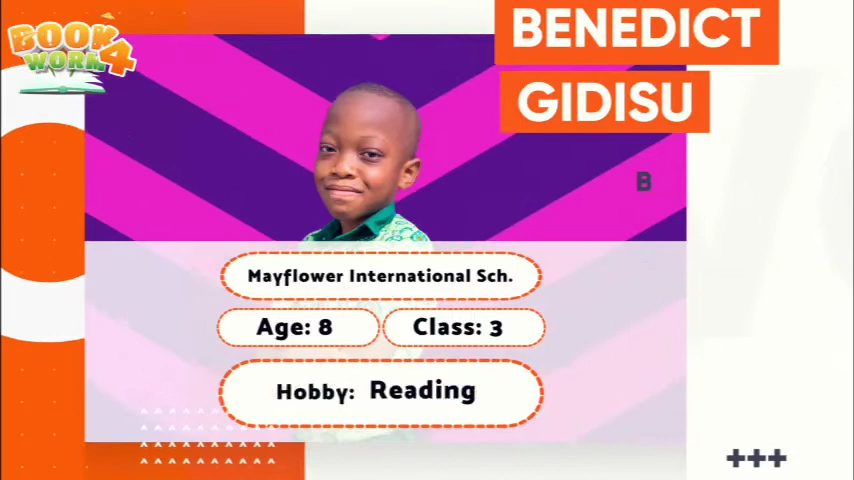 BOOK
WORM 4
BENEDICT
GIDISU
B
Mayflower International Sch.
Age: 8
Class: 3
Hobby: Reading
+++